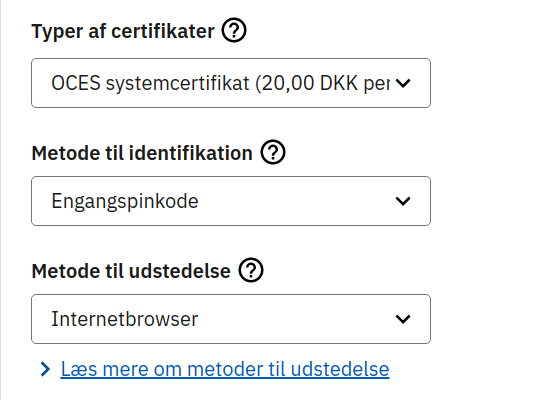 Typer af certifikater ?
OCES systemcertifikat (20,00 DKK per
Metode til identifikation ?
Engangspinkode
Metode til udstedelse ?
Internetbrowser
Læs mere om metoder til udstedelse